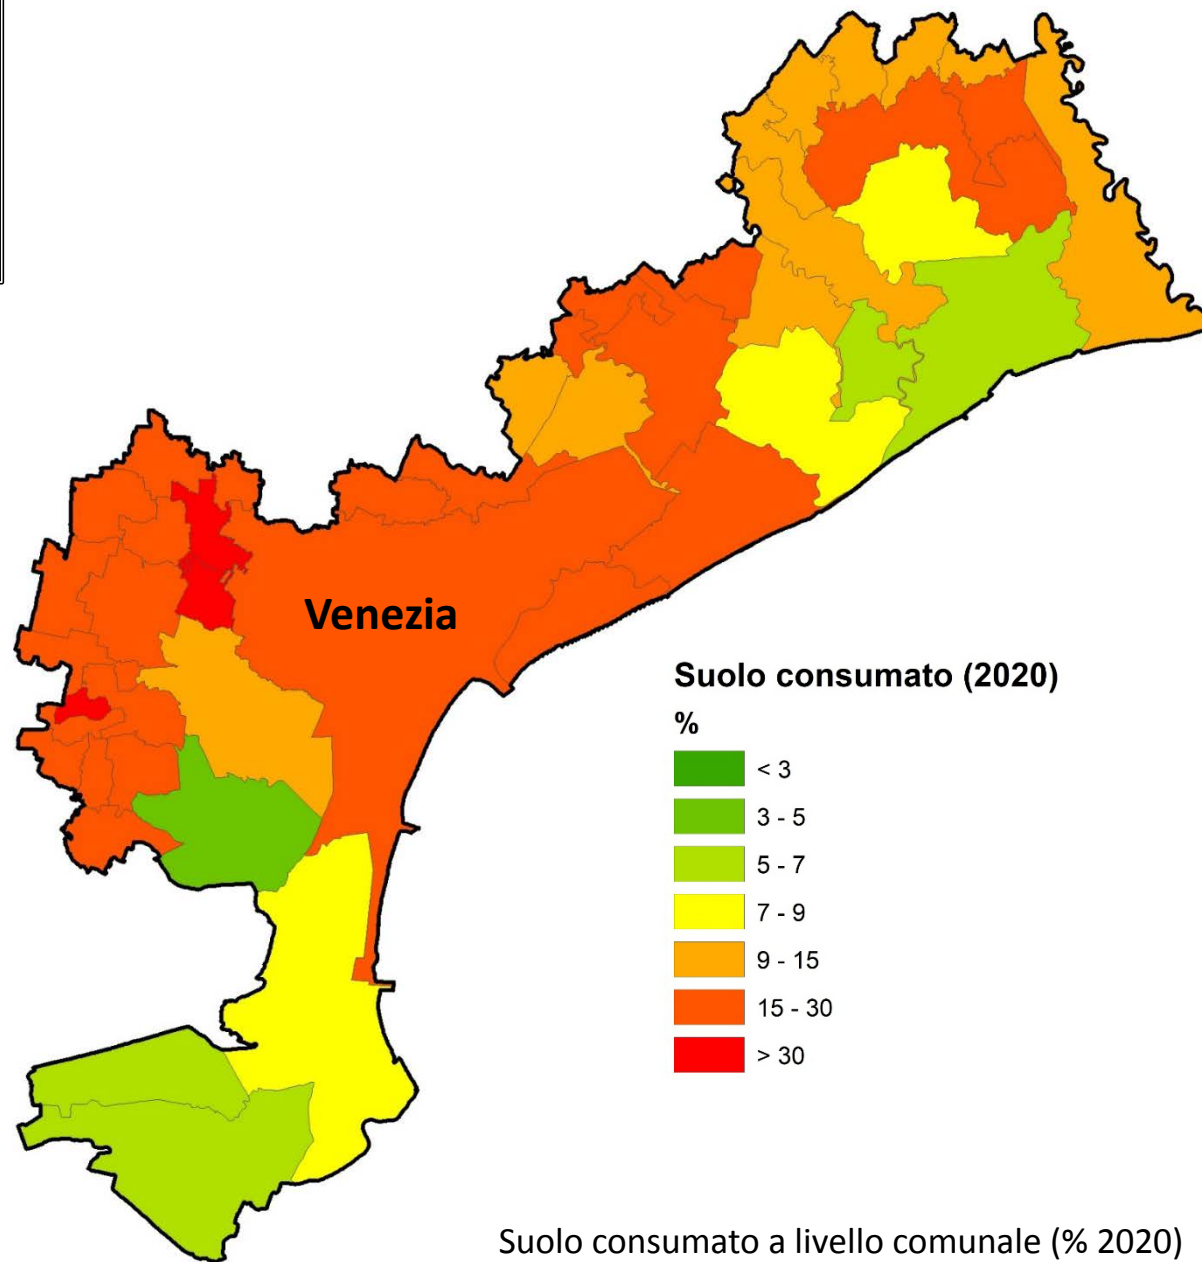 Venezia
Suolo consumato (2020)
%
< 3
3 - 5
5 - 7
7 - 9
9 - 15
15 - 30
> 30
Suolo consumato a livello comunale (% 2020)